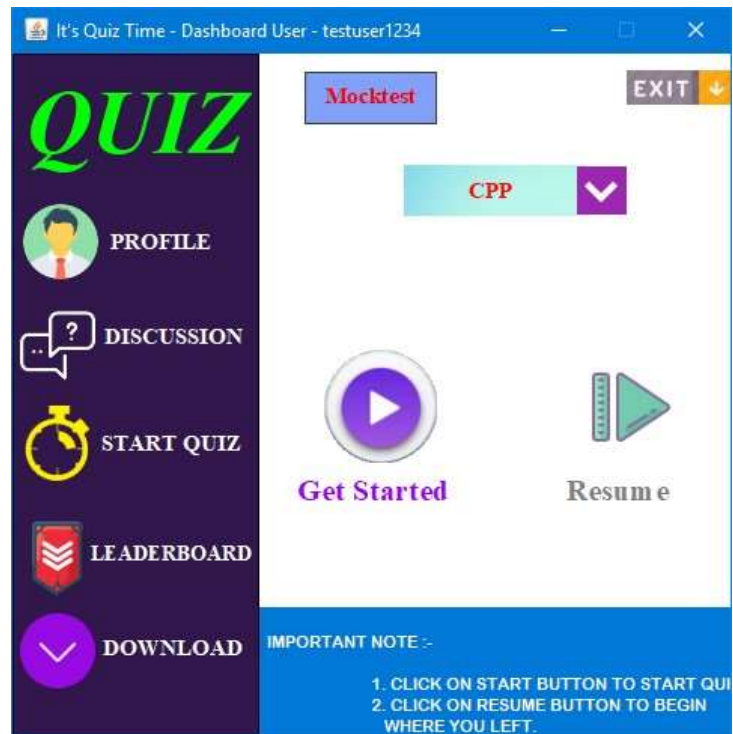 It's Quiz Time - Dashboard User - testuser1234
QUIZ
PROFILE
DISCUSSION
START QUIZ
LEADERBOARD
DOWNLOAD
Mocktest
EXIT
CPP
Get Started
Resume
IMPORTANT NOTE :-
1. CLICK ON START BUTTON TO START QUI
2. CLICK ON RESUME BUTTON TO BEGIN
WHERE YOU LEFT.